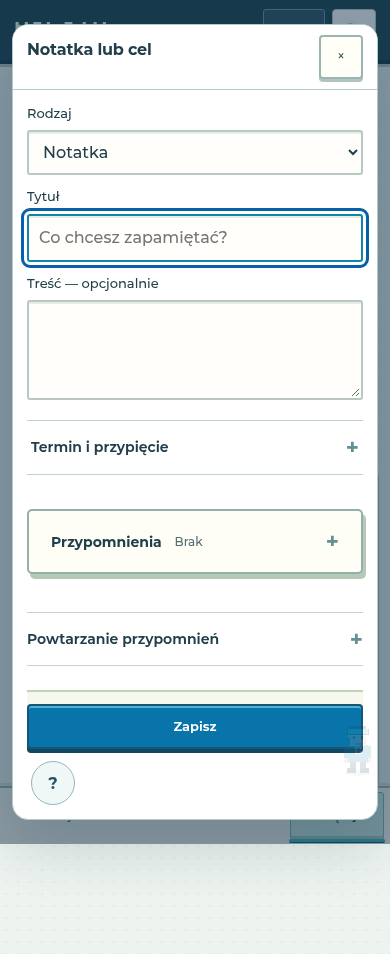 Notatka lub cel
×
Rodzaj
Notatka
Tytuł
Co chcesz zapamiętać?
Treść — opcjonalnie
Termin i przypięcie +
Przypomnienia Brak +
Powtarzanie przypomnień +
Zapisz
?